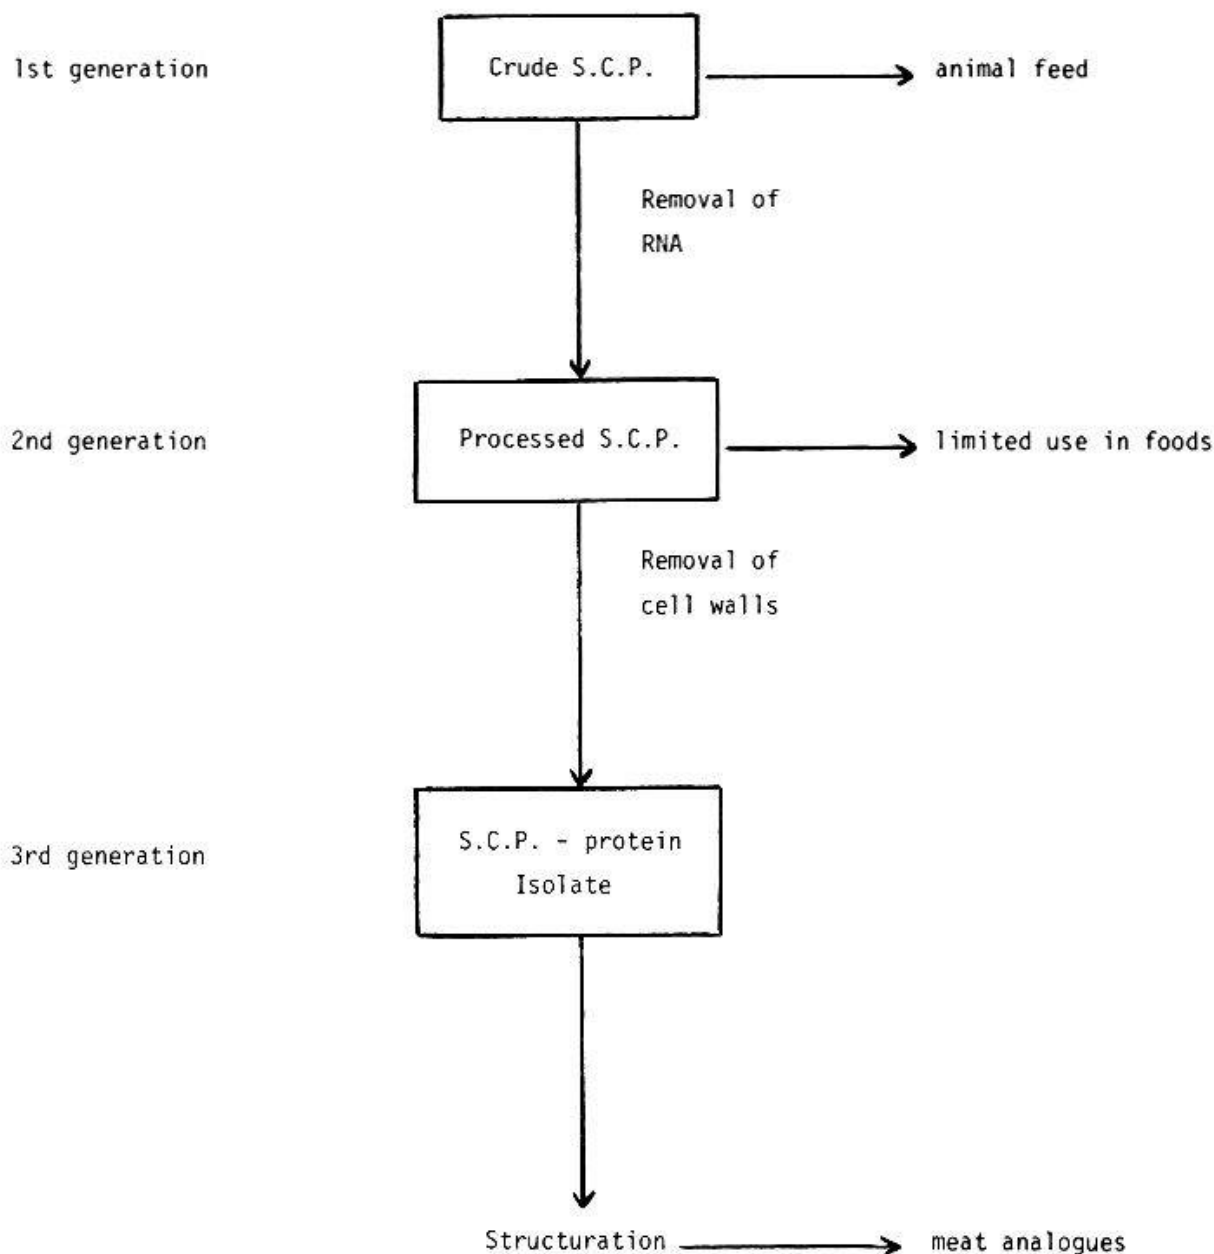 1st generation
Crude S.C.P.
animal feed
Removal of
RNA
2nd generation
Processed S.C.P.
limited use in foods
Removal of
cell walls
3rd generation
S.C.P. - protein
Isolate
Structuration
meat analogues